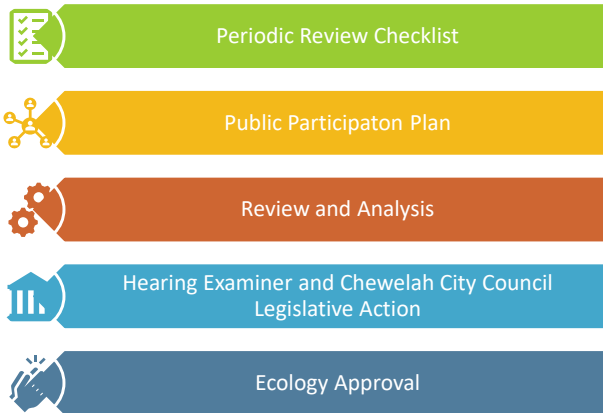 Periodic Review Checklist
Public Participaton Plan
Review and Analysis
Hearing Examiner and Chewelah City Council
Legislative Action
Ecology Approval